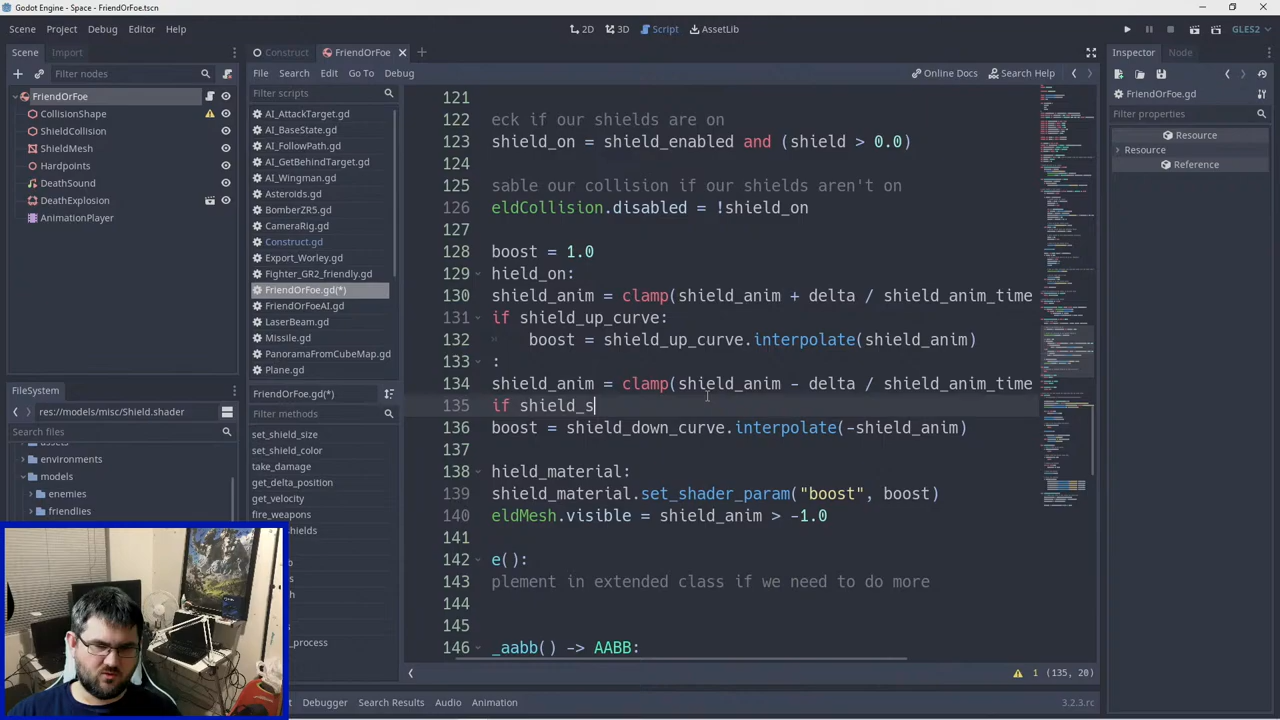 Godot Engine - Space - FriendOrFoe.tscn
Scene Project Debug Editor Help
2D 3D Script AssetLib
GLES2
Scene Import
Construct FriendOrFoe
Inspector Node
Filter nodes
File Search Edit Go To Debug
Online Docs Search Help
FriendOrFoe
CollisionShape
ShieldCollision
ShieldMesh
Hardpoints
DeathSound
DeathExplosion
AnimationPlayer
Filter scripts
AI_AttackTarget.gd
AI_BaseState.gd
AI_FollowPath.gd
AI_GetBehindTarget.gd
AI_Wingman.gd
Asteroids.gd
BomberZR5.gd
CameraRig.gd
Construct.gd
Export_Worley.gd
Fighter_GR2_friendly.gd
FriendOrFoe.gd(*)
FriendOrFoeAI.gd
LaserBeam.gd
Missile.gd
PanoramaFromCubeMap.gd
Plane.gd
FriendOrFoe.gd(*)
Filter methods
set_shield_size
set_shield_color
take_damage
get_delta_position
get_velocity
fire_weapons
FileSystem
res://models/misc/Shield.shader
Search files
environments
models
enemies
friendlies
121
122 eck if our shields are on
123 shield_on = shield_enabled and (shield > 0.0)
124
125 sable our collision if our shields aren't on
126 eldCollision.disabled = !shield_on
127
128 boost = 1.0
129 hield_on:
130 shield_anim = clamp(shield_anim + delta / shield_anim_time
131 if shield_up_curve:
132 boost = shield_up_curve.interpolate(shield_anim)
133 :
134 shield_anim = clamp(shield_anim - delta / shield_anim_time
135 if shield_s
136 boost = shield_down_curve.interpolate(-shield_anim)
137
138 hield_material:
139 shield_material.set_shader_param("boost", boost)
140 eldMesh.visible = shield_anim > -1.0
141
142 e():
143 plement in extended class if we need to do more
144
145
146 _aabb() -> AABB:
1 (135, 20)
Debugger Search Results Audio Animation
3.2.3.rc
FriendOrFoe.gd
Filter properties
Resource
Resource
Reference